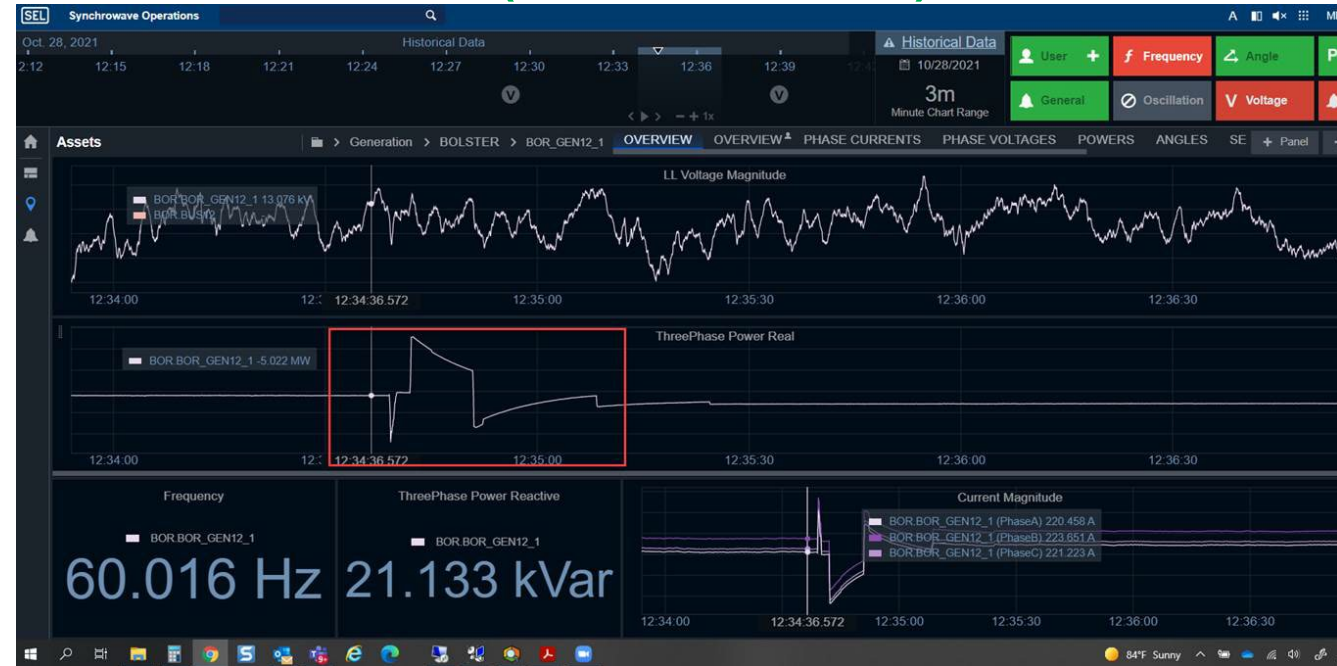 SEL Synchrowave Operations A
Oct. 28, 2021 Historical Data Historical Data
2:12 12:15 12:18 12:21 12:24 12:27 12:30 12:33 12:36 12:39 10/28/2021
User + f Frequency Angle
V V 3m General Oscillation V Voltage
- + 1x Minute Chart Range
Assets > Generation > BOLSTER > BOR_GEN12_1 OVERVIEW OVERVIEW PHASE CURRENTS PHASE VOLTAGES POWERS ANGLES SE + Panel
LL Voltage Magnitude
BOR.BOR_GEN12_1 13.076 kV
BOR.BUS12
12:34:00 12:34:36.572 12:35:00 12:35:30 12:36:00 12:36:30
ThreePhase Power Real
BOR.BOR_GEN12_1 -5.022 MW
12:34:00 12:34:36.572 12:35:00 12:35:30 12:36:00 12:36:30
Frequency ThreePhase Power Reactive Current Magnitude
BOR.BOR_GEN12_1 BOR.BOR_GEN12_1
60.016 Hz 21.133 kVar
BOR.BOR_GEN12_1 (PhaseA) 220.458 A
BOR.BOR_GEN12_1 (PhaseB) 223.651 A
BOR.BOR_GEN12_1 (PhaseC) 221.223 A
12:34:00 12:34:36.572 12:35:00 12:35:30 12:36:00 12:36:30
84°F Sunny